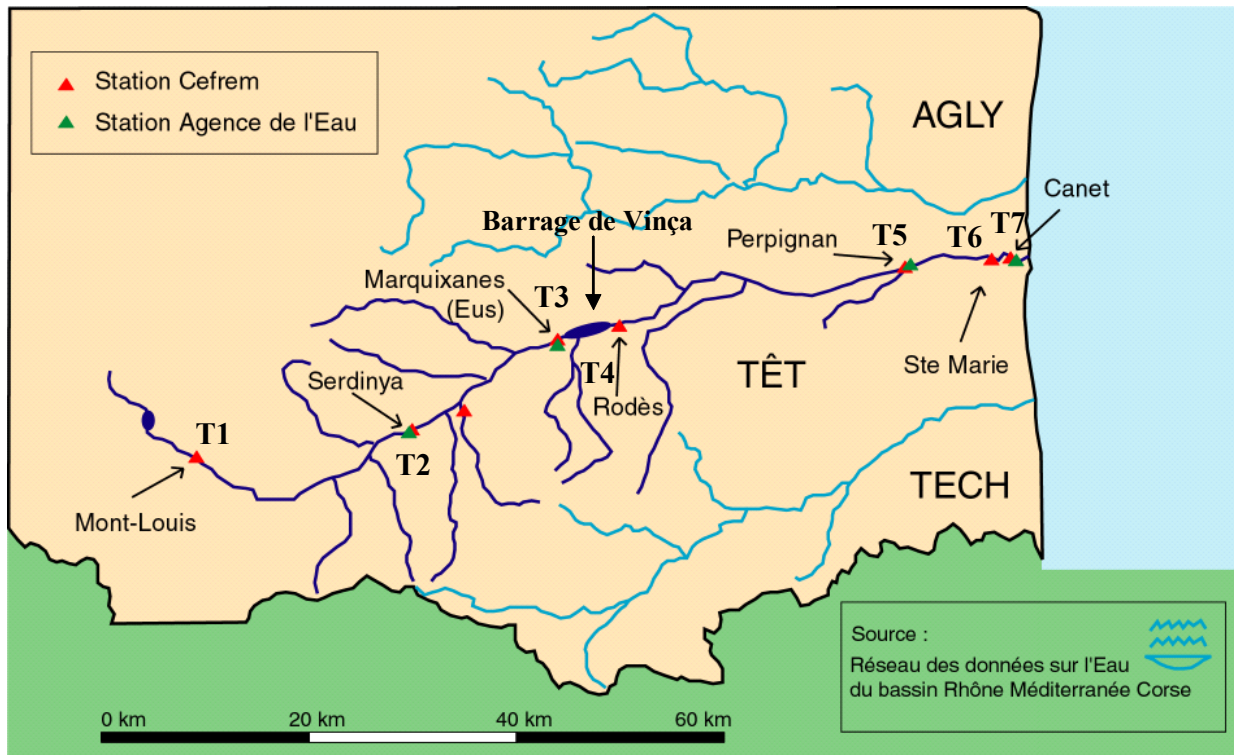 Station Cefrem
Station Agence de l'Eau
AGLY
Canet
Barrage de Vinça
T7
Perpignan
T5
T6
Marquixanes
(Eus)
T3
Ste Marie
T4
TÊT
Serdinya
Rodès
T1
T2
TECH
Mont-Louis
Source :
Réseau des données sur l'Eau
du bassin Rhône Méditerranée Corse
0 km
20 km
40 km
60 km